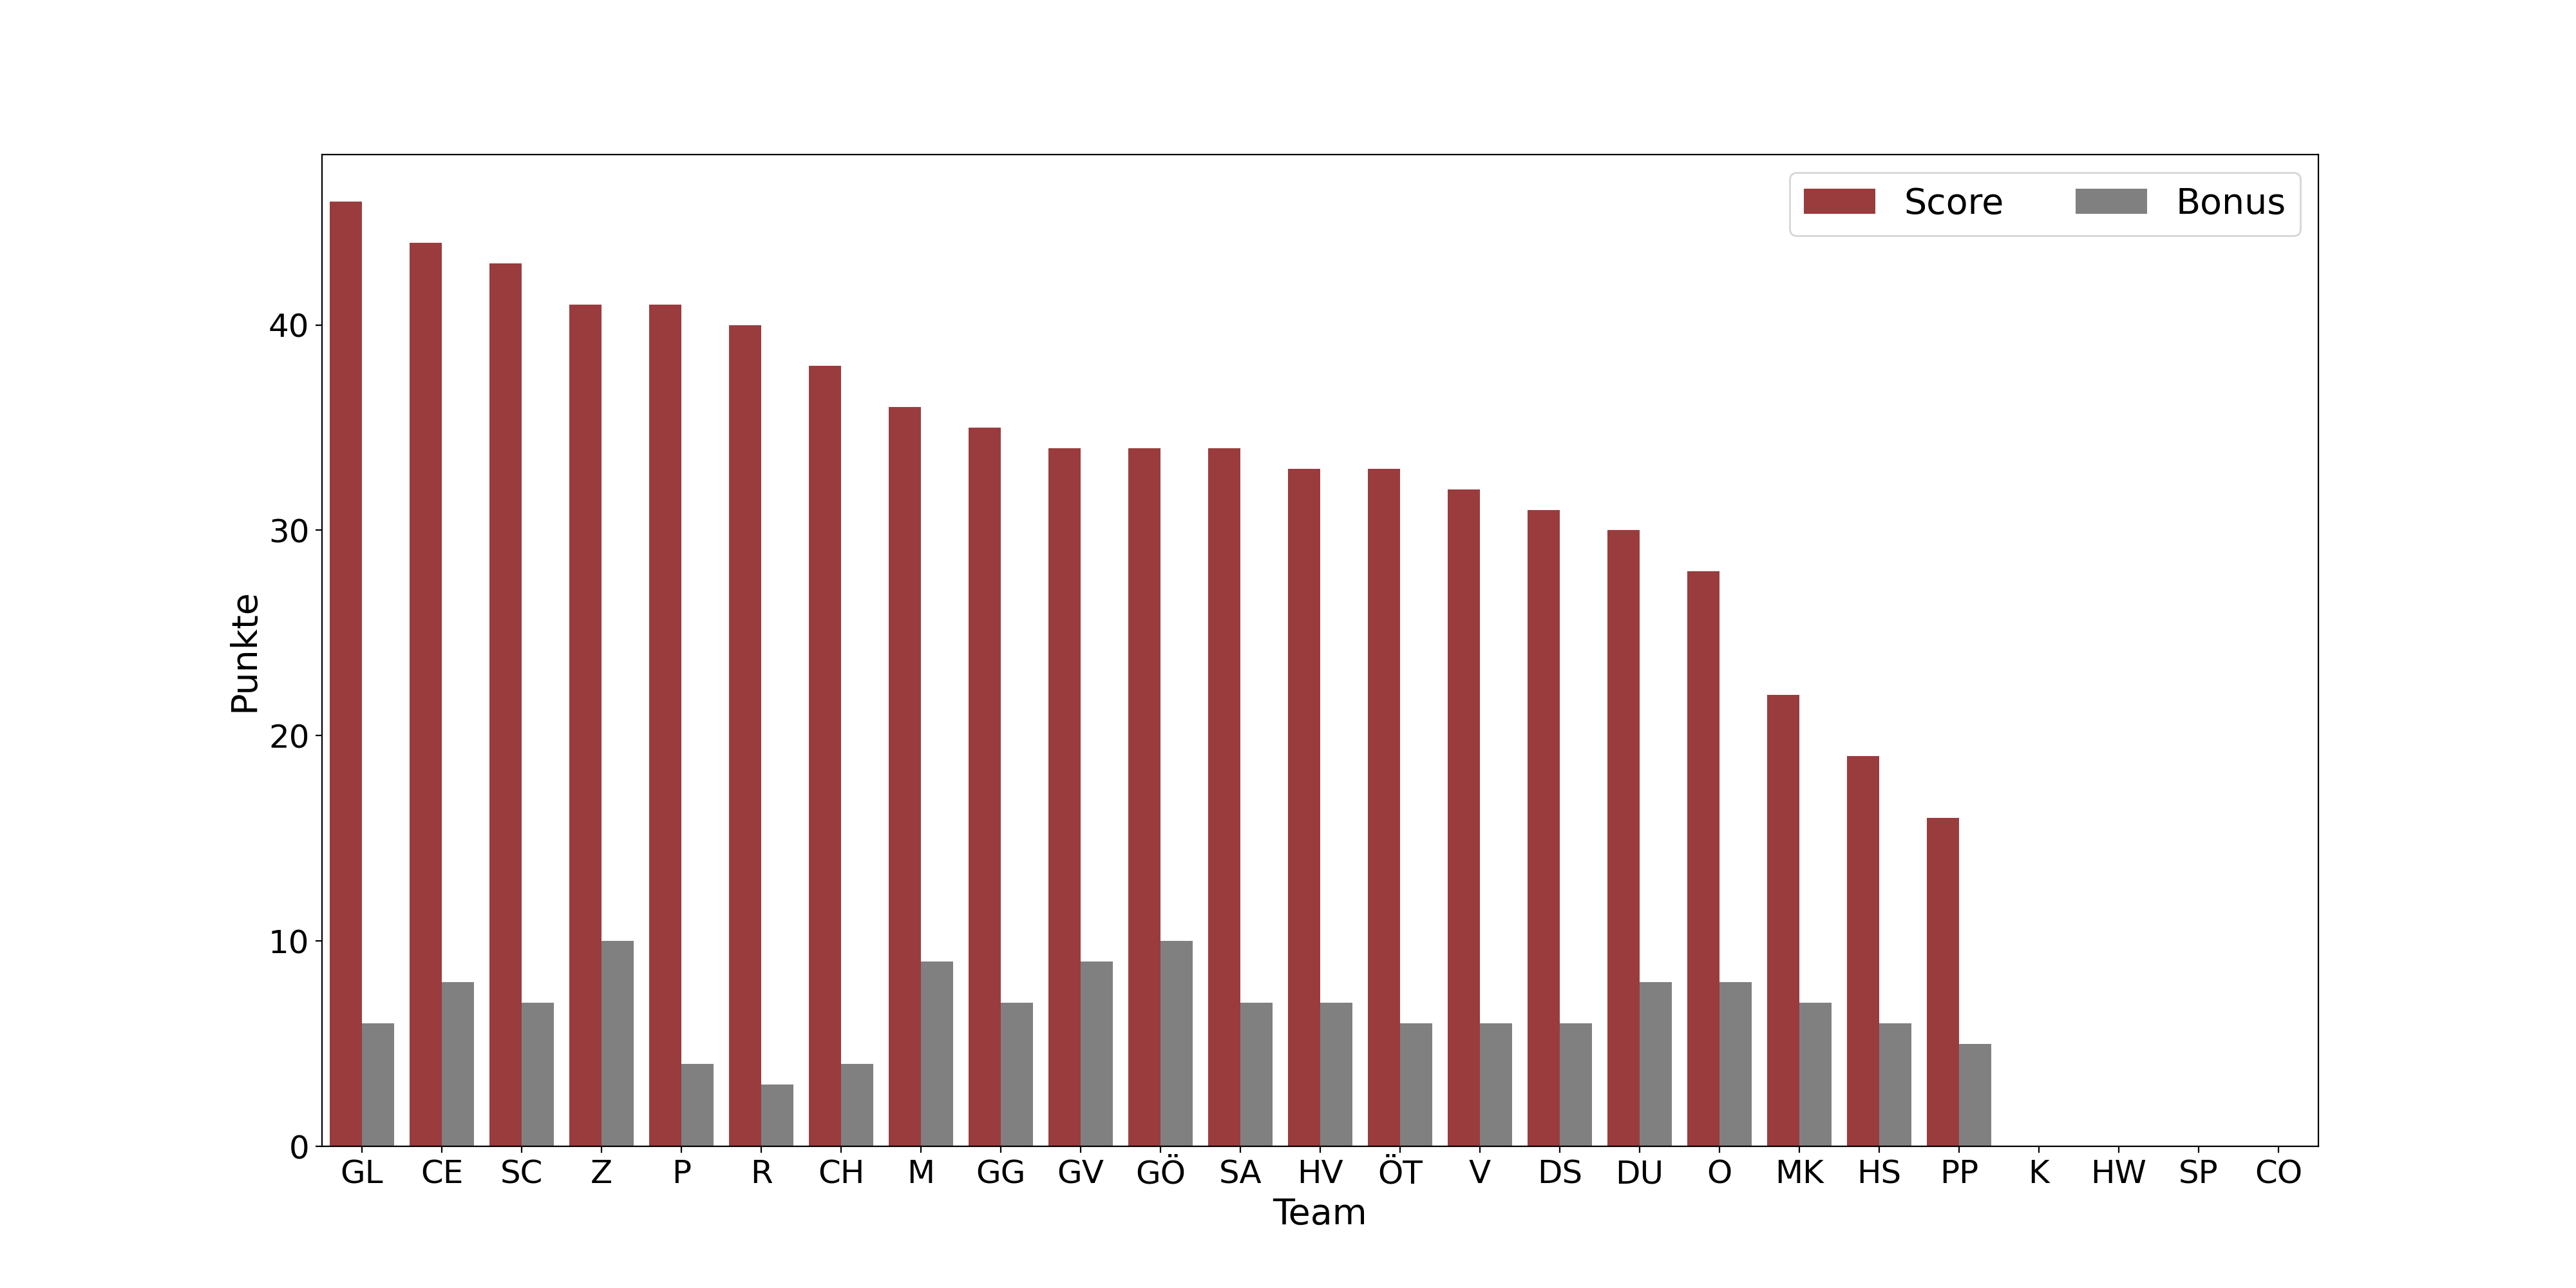 Score Bonus
40
30
20
10
0
Punkte
GL CE SC Z P R CH M GG GV GÖ SA HV ÖT V DS DU O MK HS PP K HW SP CO
Team